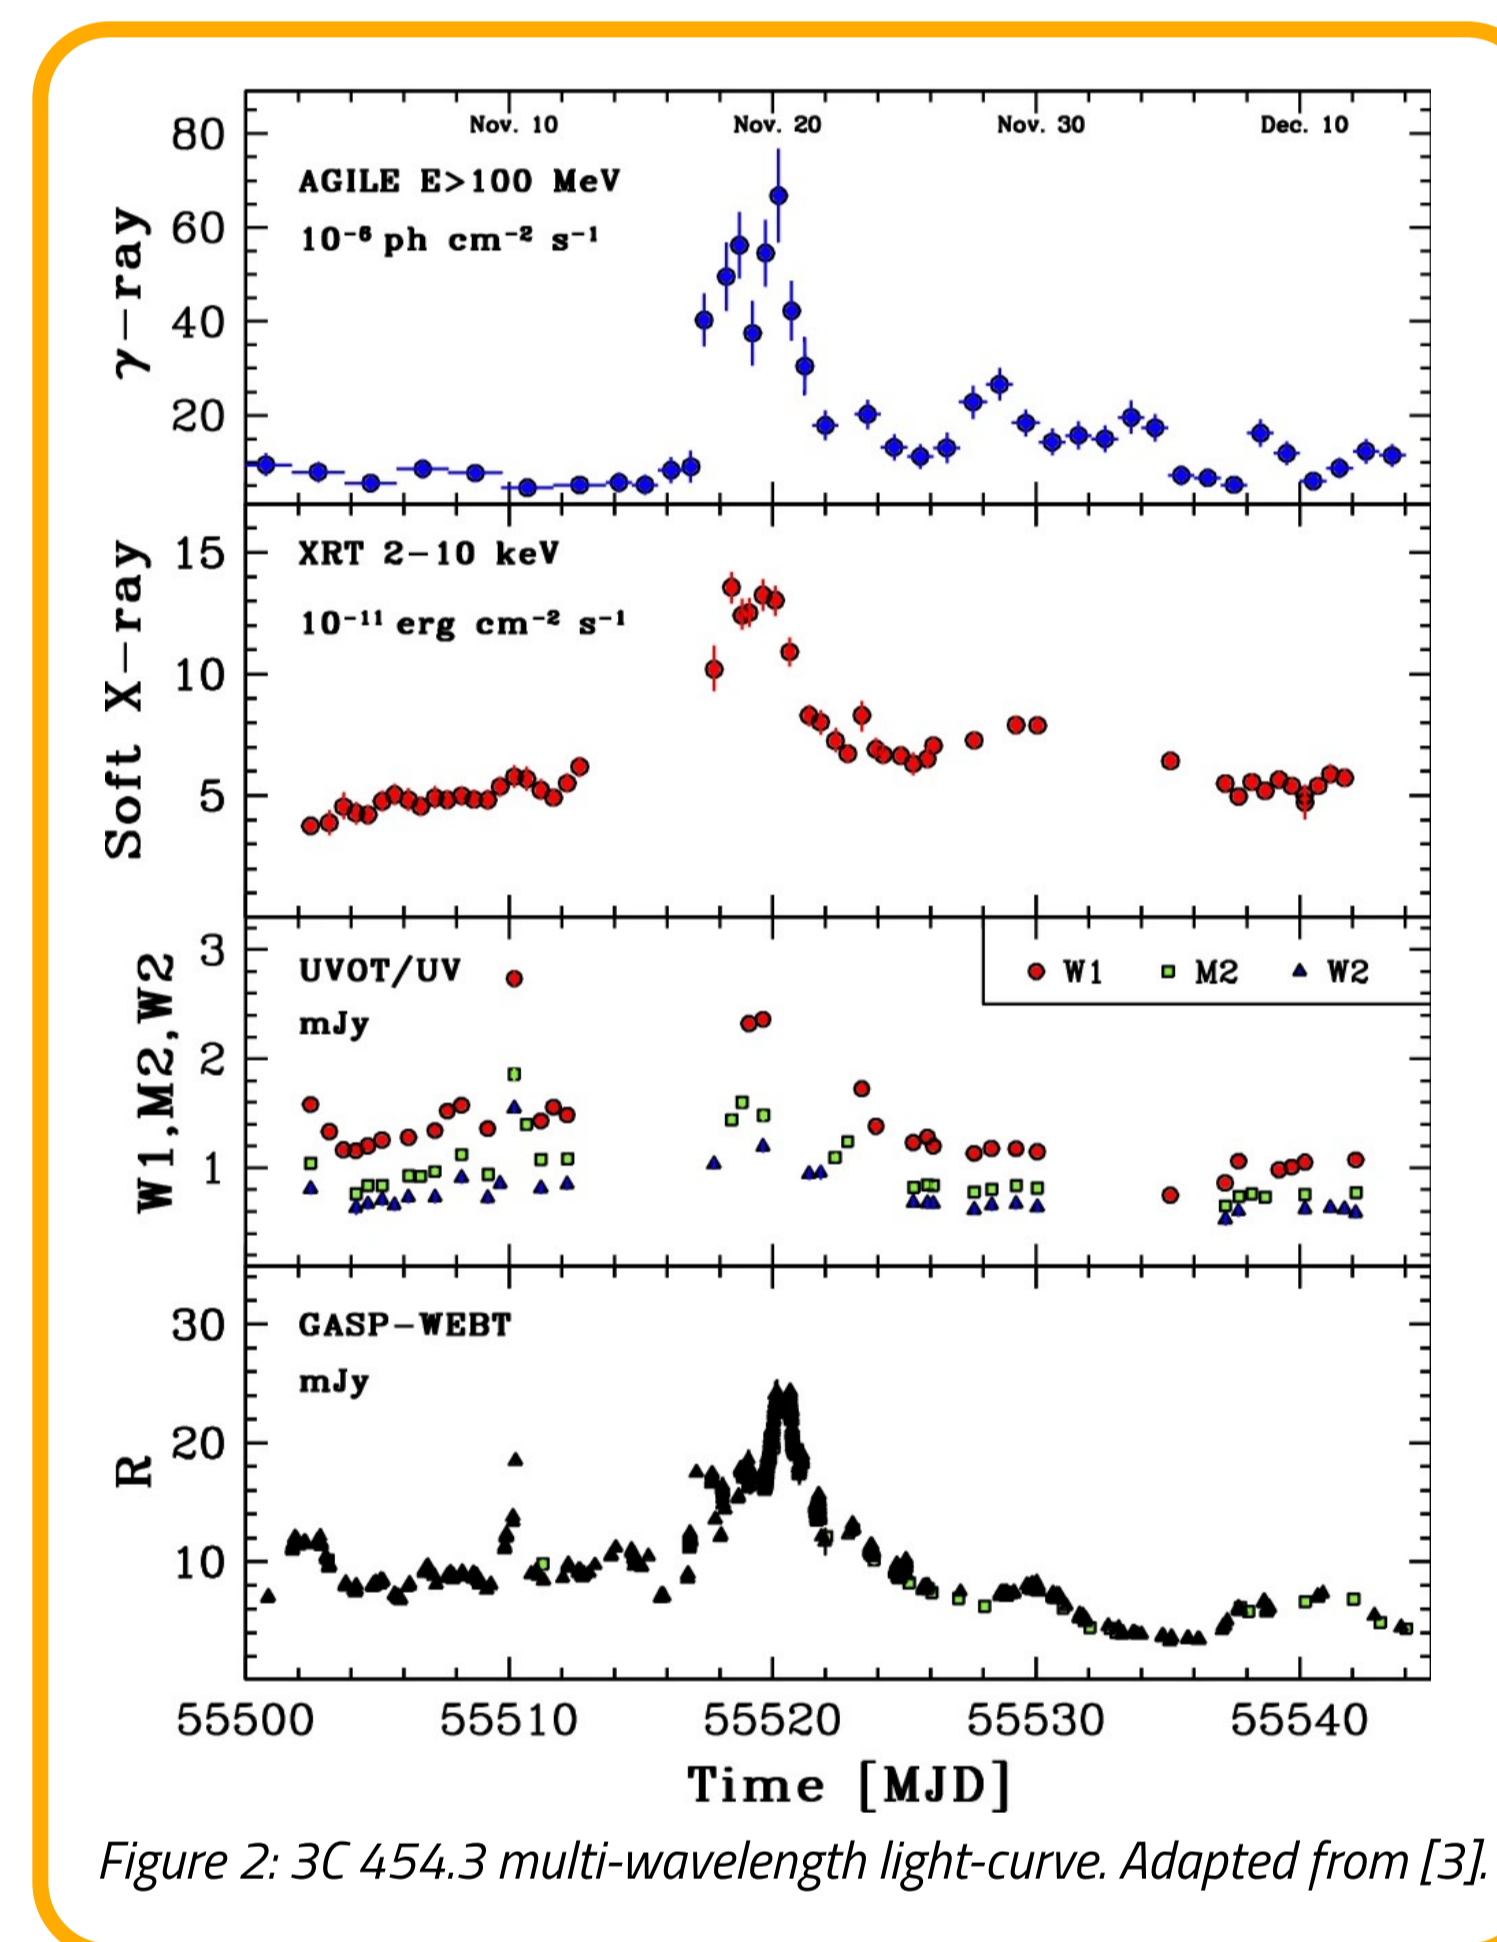 Nov. 10 Nov. 20 Nov. 30 Dec. 10
80
60
40
20
γ-ray
AGILE E>100 MeV
10⁻⁶ ph cm⁻² s⁻¹
15
10
5
Soft X-ray
XRT 2-10 keV
10⁻¹¹ erg cm⁻² s⁻¹
3
2
1
W1,M2,W2
UVOT/UV
mJy
W1 M2 W2
30
20
10
R
GASP-WEBT
mJy
55500 55510 55520 55530 55540
Time [MJD]
Figure 2: 3C 454.3 multi-wavelength light-curve. Adapted from [3].